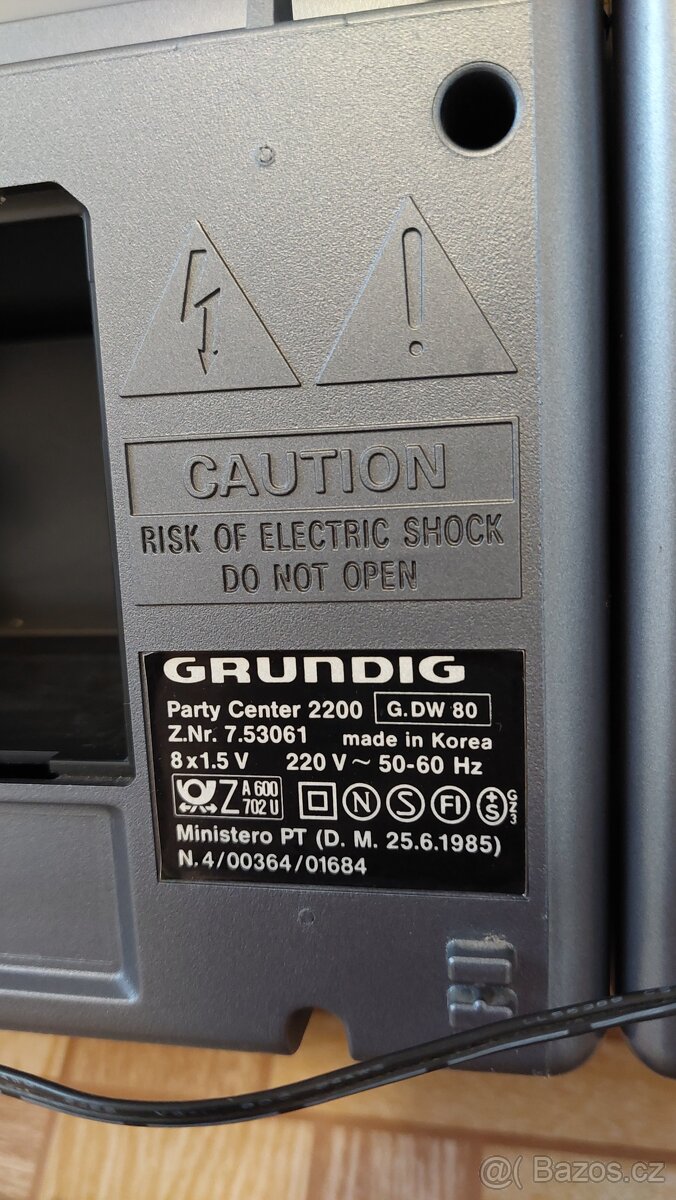 CAUTION
RISK OF ELECTRIC SHOCK
DO NOT OPEN
GRUNDIG
Party Center 2200 G.DW 80
Z.Nr. 7.53061 made in Korea
8 x 1.5 V 220 V ~ 50-60 Hz
Z A 600
702 U
N S FI +S GZ3
Ministero PT (D. M. 25.6.1985)
N. 4/00364/01684
@( Bazos.cz